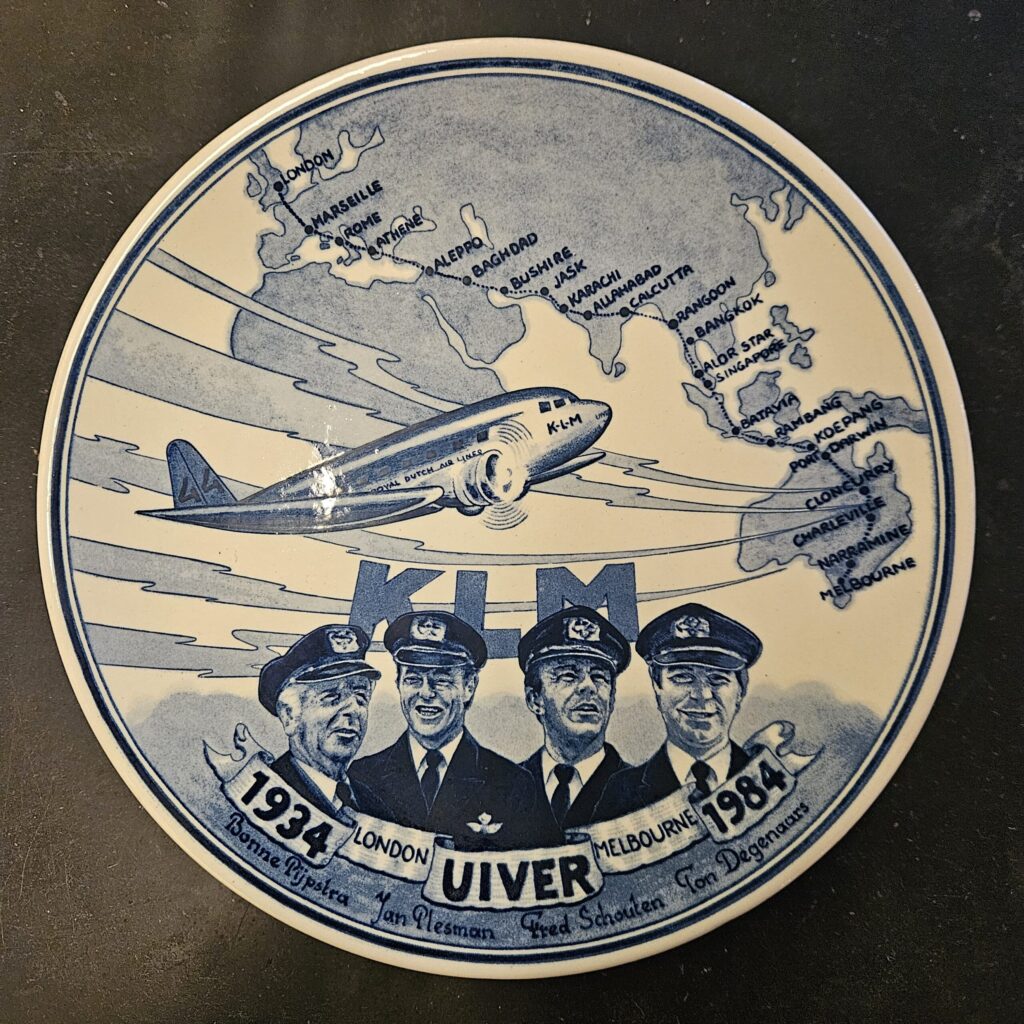 LONDON
MARSEILLE
ROME
ATHENE
ALEPPO
BAGHDAD
BUSHIRE
JASK
KARACHI
ALLAHABAD
CALCUTTA
RANGOON
BANGKOK
ALOR STAR
SINGAPORE
BATAVIA
RAMBANG
KOEPANG
PORT DARWIN
CLONCURRY
CHARLEVILLE
NARRAMINE
MELBOURNE
K·L·M
ROYAL DUTCH AIR LINES
44
KLM
1934
LONDON
UIVER
MELBOURNE
1984
Bonne Pijpstra
Jan Plesman
Fred Schouten
Ton Degenaars